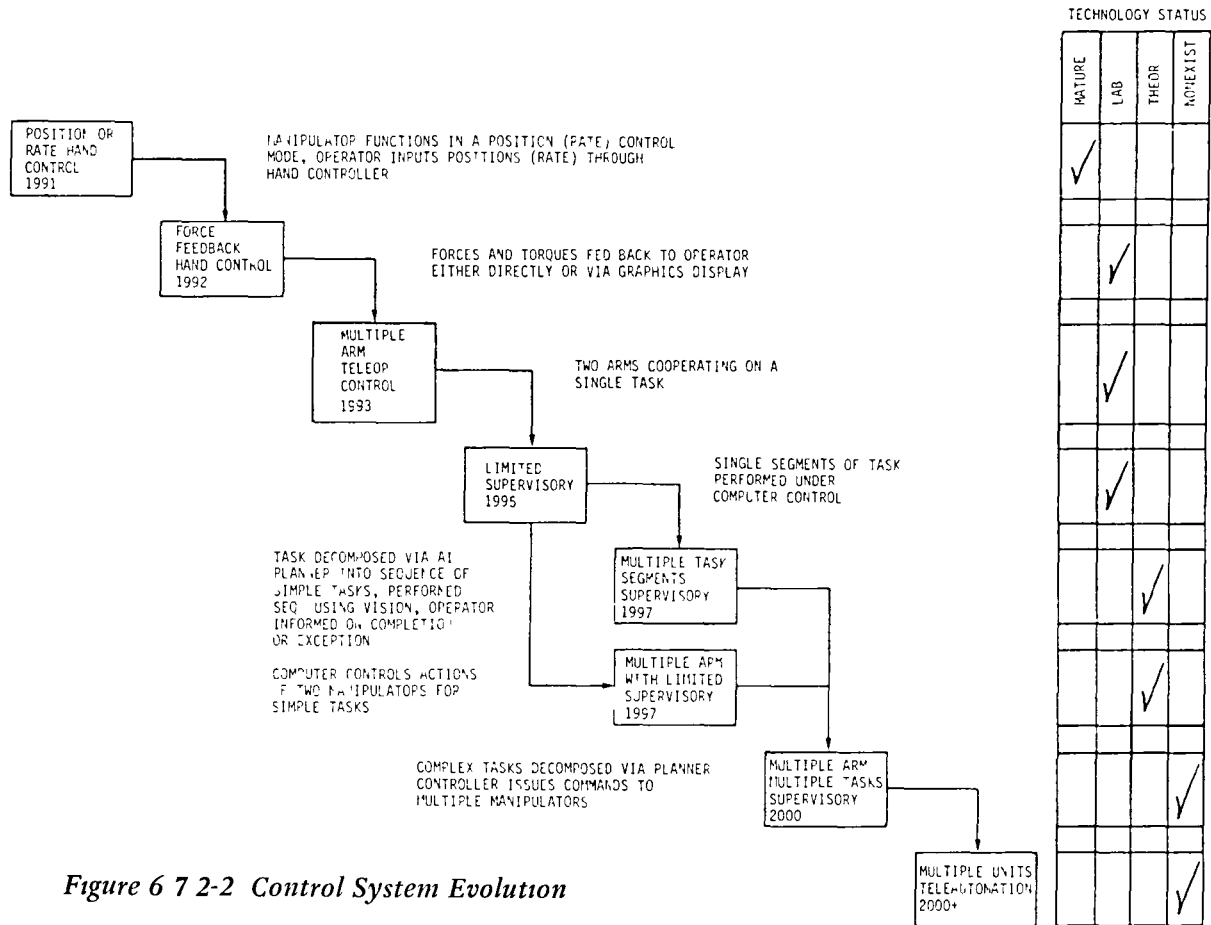 TECHNOLOGY STATUS
MATURE
LAB
THEOR
NONEXIST
POSITION OR
RATE HAND
CONTROL
1991
MANIPULATOR FUNCTIONS IN A POSITION (RATE) CONTROL
MODE, OPERATOR INPUTS POSITIONS (RATE) THROUGH
HAND CONTROLLER
FORCE
FEEDBACK
HAND CONTROL
1992
FORCES AND TORQUES FED BACK TO OPERATOR
EITHER DIRECTLY OR VIA GRAPHICS DISPLAY
MULTIPLE
ARM
TELEOP
CONTROL
1993
TWO ARMS COOPERATING ON A
SINGLE TASK
LIMITED
SUPERVISORY
1995
SINGLE SEGMENTS OF TASK
PERFORMED UNDER
COMPUTER CONTROL
TASK DECOMPOSED VIA AI
PLANNER INTO SEQUENCE OF
SIMPLE TASKS, PERFORMED
SEQ USING VISION, OPERATOR
INFORMED ON COMPLETION
OR EXCEPTION
MULTIPLE TASK
SEGMENTS
SUPERVISORY
1997
COMPUTER CONTROLS ACTIONS
OF TWO MANIPULATORS FOR
SIMPLE TASKS
MULTIPLE ARM
WITH LIMITED
SUPERVISORY
1997
COMPLEX TASKS DECOMPOSED VIA PLANNER
CONTROLLER ISSUES COMMANDS TO
MULTIPLE MANIPULATORS
MULTIPLE ARM
MULTIPLE TASKS
SUPERVISORY
2000
MULTIPLE UNITS
TELEAUTOMATION
2000+
Figure 6 7 2-2 Control System Evolution